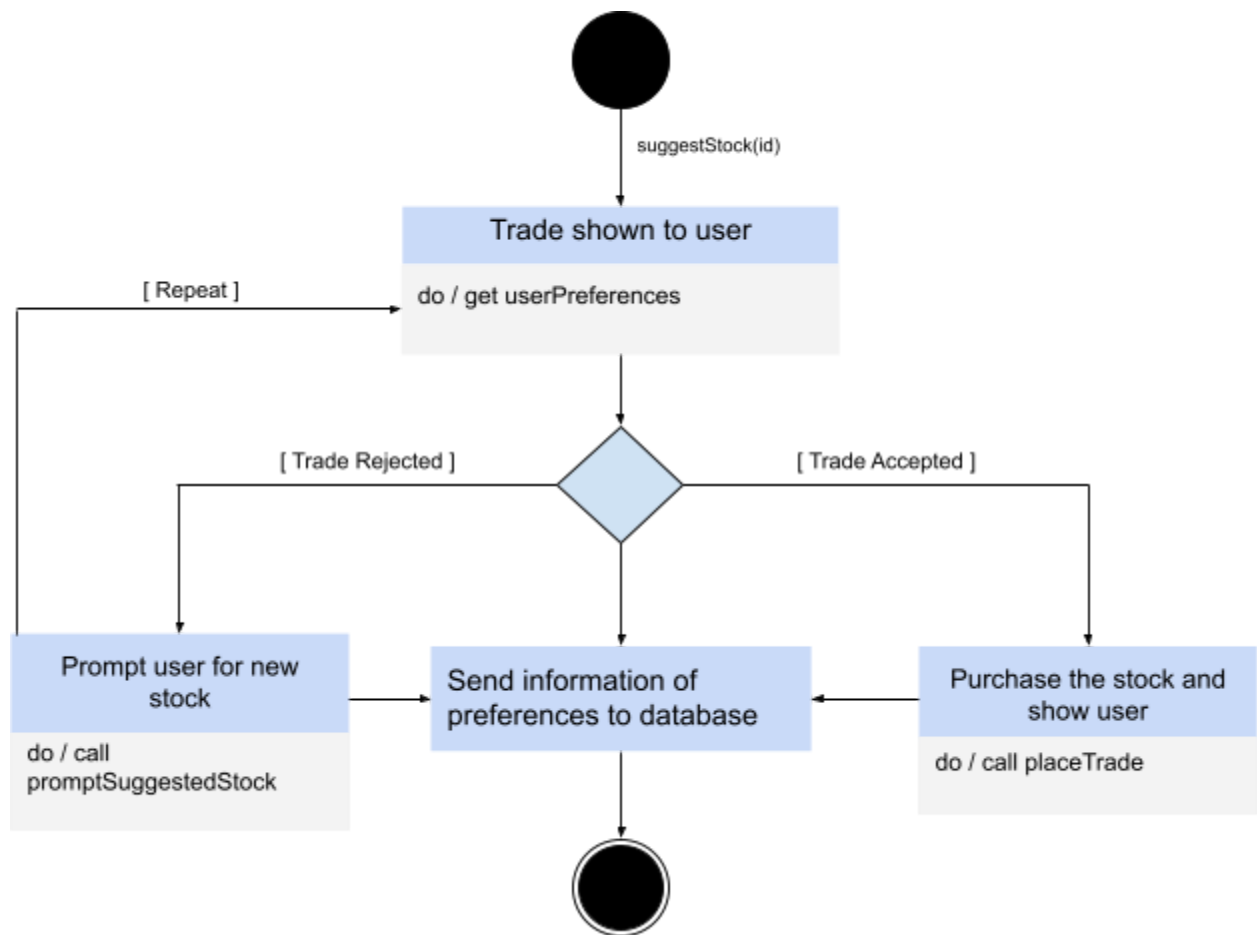 suggestStock(id)
Trade shown to user
[ Repeat ]
do / get userPreferences
[ Trade Rejected ]
[ Trade Accepted ]
Prompt user for new
stock
do / call
promptSuggestedStock
Send information of
preferences to database
Purchase the stock and
show user
do / call placeTrade